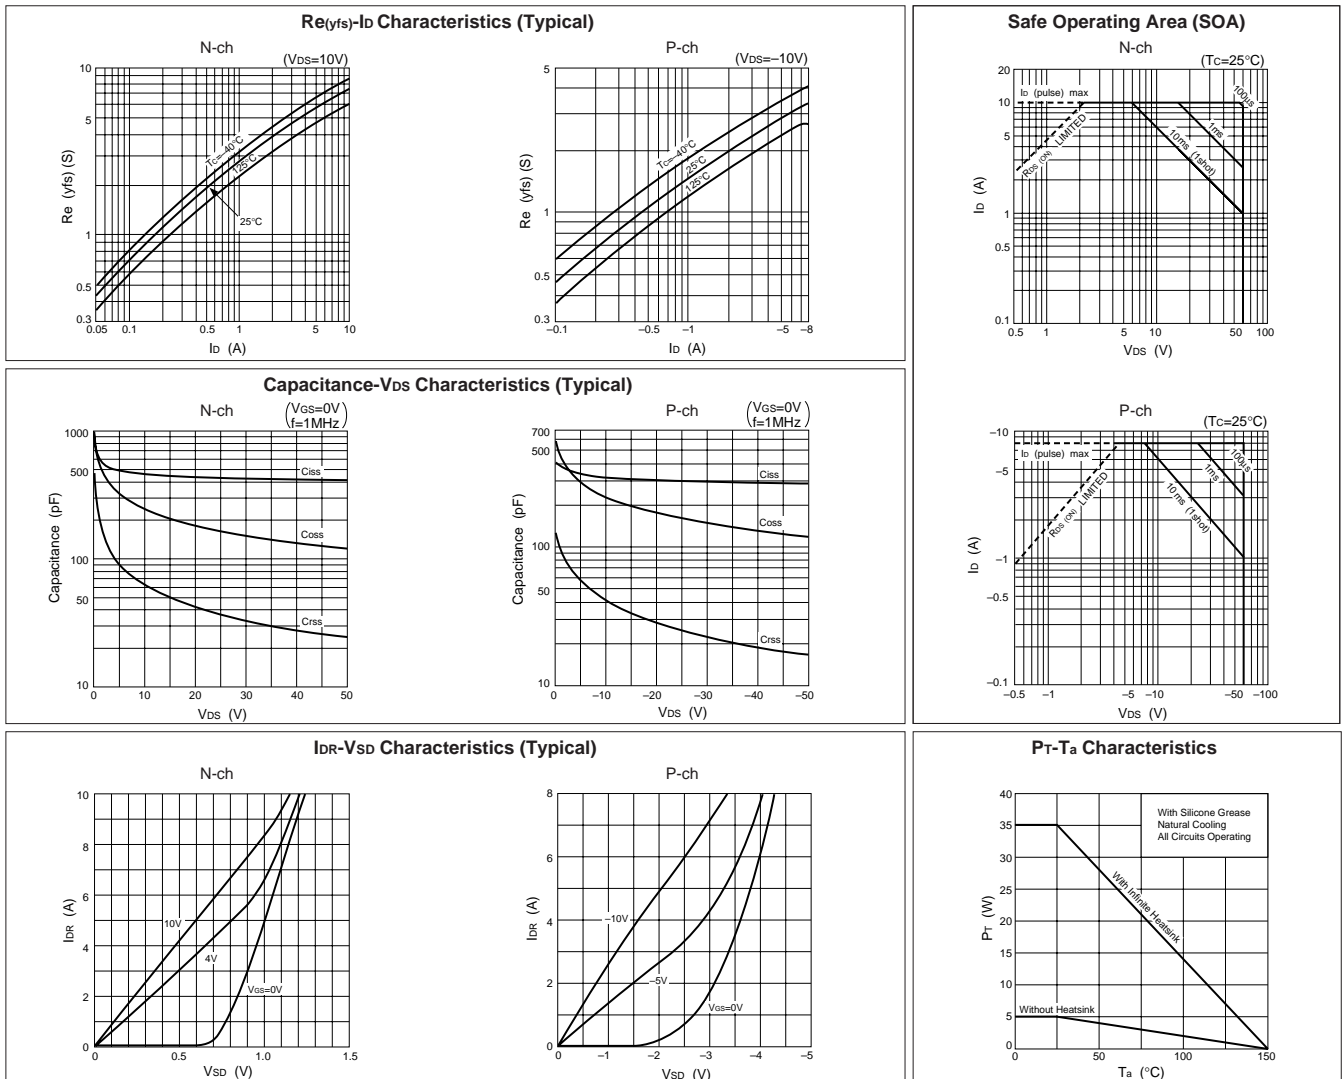 Re(yfs)-ID Characteristics (Typical)
N-ch
(VDS=10V)
10
5
1
0.5
0.3
0.05
0.1
0.5
1
5
10
Re (yfs) (S)
ID (A)
TC=–40°C
125°C
25°C
P-ch
(VDS=–10V)
5
1
0.5
0.3
–0.1
–0.5
–1
–5
–8
Re (yfs) (S)
ID (A)
TC=–40°C
25°C
125°C
Safe Operating Area (SOA)
N-ch
(TC=25°C)
20
10
5
1
0.5
0.1
0.5
1
5
10
50
100
ID (A)
VDS (V)
ID (pulse) max
RDS (ON) LIMITED
100µs
1ms
10ms (1shot)
P-ch
(TC=25°C)
–10
–5
–1
–0.5
–0.1
–0.5
–1
–5
–10
–50
–100
ID (A)
VDS (V)
ID (pulse) max
RDS (ON) LIMITED
100µs
1ms
10ms (1shot)
Capacitance-VDS Characteristics (Typical)
N-ch
(VGS=0V
f=1MHz)
1000
500
100
50
10
0
10
20
30
40
50
Capacitance (pF)
VDS (V)
Ciss
Coss
Crss
P-ch
(VGS=0V
f=1MHz)
700
500
100
50
10
0
–10
–20
–30
–40
–50
Capacitance (pF)
VDS (V)
Ciss
Coss
Crss
IDR-VSD Characteristics (Typical)
N-ch
10
8
6
4
2
0
0
0.5
1.0
1.5
IDR (A)
VSD (V)
10V
4V
VGS=0V
P-ch
8
6
4
2
0
0
–1
–2
–3
–4
–5
IDR (A)
VSD (V)
–10V
–5V
VGS=0V
PT-Ta Characteristics
40
35
30
25
20
15
10
5
0
0
50
100
150
PT (W)
Ta (°C)
With Silicone Grease
Natural Cooling
All Circuits Operating
With Infinite Heatsink
Without Heatsink